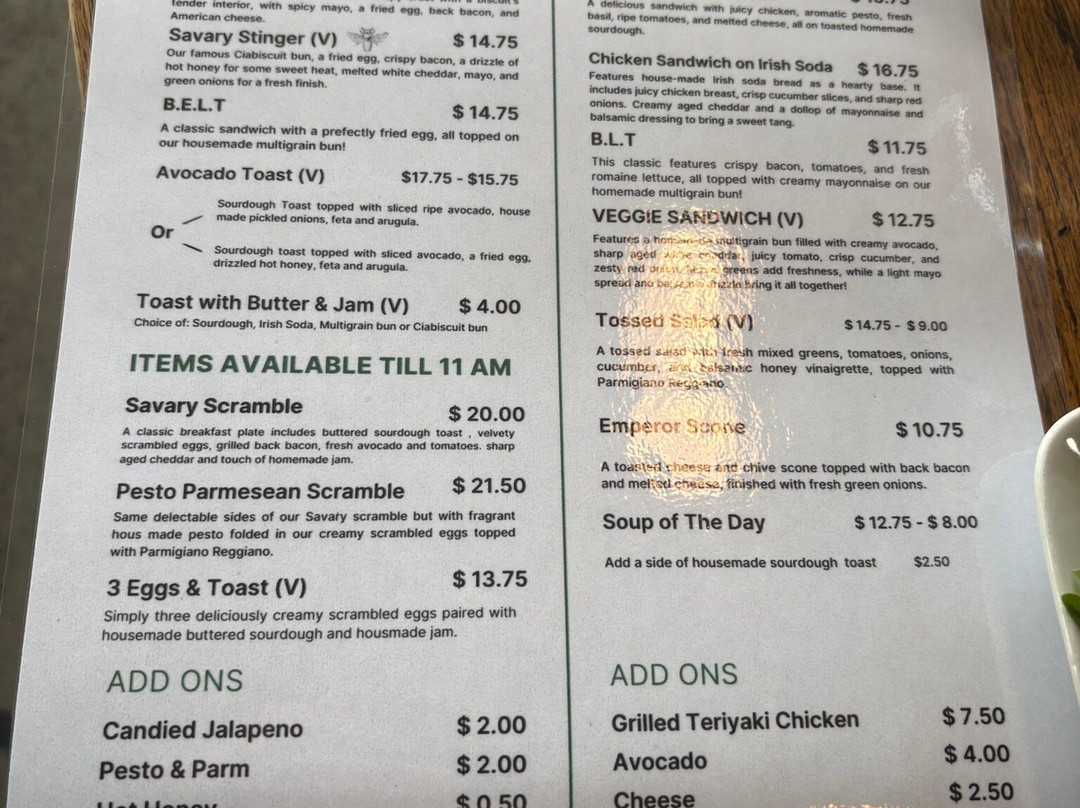 tender interior, with spicy mayo, a fried egg, back bacon, and
American cheese.
Savary Stinger (V) $ 14.75
Our famous Ciabiscuit bun, a fried egg, crispy bacon, a drizzle of
hot honey for some sweet heat, melted white cheddar, mayo, and
green onions for a fresh finish.
B.E.L.T $ 14.75
A classic sandwich with a prefectly fried egg, all topped on
our housemade multigrain bun!
Avocado Toast (V) $17.75 - $15.75
Sourdough Toast topped with sliced ripe avocado, house
made pickled onions, feta and arugula.
Or
Sourdough toast topped with sliced avocado, a fried egg,
drizzled hot honey, feta and arugula.
Toast with Butter & Jam (V) $ 4.00
Choice of: Sourdough, Irish Soda, Multigrain bun or Ciabiscuit bun
ITEMS AVAILABLE TILL 11 AM
Savary Scramble $ 20.00
A classic breakfast plate includes buttered sourdough toast , velvety
scrambled eggs, grilled back bacon, fresh avocado and tomatoes. sharp
aged cheddar and touch of homemade jam.
Pesto Parmesean Scramble $ 21.50
Same delectable sides of our Savary scramble but with fragrant
hous made pesto folded in our creamy scrambled eggs topped
with Parmigiano Reggiano.
3 Eggs & Toast (V) $ 13.75
Simply three deliciously creamy scrambled eggs paired with
housemade buttered sourdough and housmade jam.
ADD ONS
Candied Jalapeno $ 2.00
Pesto & Parm $ 2.00
Hot Honey $ 0.50
A delicious sandwich with juicy chicken, aromatic pesto, fresh
basil, ripe tomatoes, and melted cheese, all on toasted homemade
sourdough.
Chicken Sandwich on Irish Soda $ 16.75
Features house-made Irish soda bread as a hearty base. It
includes juicy chicken breast, crisp cucumber slices, and sharp red
onions. Creamy aged cheddar and a dollop of mayonnaise and
balsamic dressing to bring a sweet tang.
B.L.T $ 11.75
This classic features crispy bacon, tomatoes, and fresh
romaine lettuce, all topped with creamy mayonnaise on our
homemade multigrain bun!
VEGGIE SANDWICH (V) $ 12.75
Features a multigrain bun filled with creamy avocado,
sharp aged white cheddar, juicy tomato, crisp cucumber, and
zesty red greens add freshness, while a light mayo
spread and drizzle bring it all together!
Tossed Salad (V) $ 14.75 - $ 9.00
A tossed salad with fresh mixed greens, tomatoes, onions,
cucumber, and balsamic honey vinaigrette, topped with
Parmigiano Reggiano
Emperor Scone $ 10.75
A toasted cheese and chive scone topped with back bacon
and melted cheese, finished with fresh green onions.
Soup of The Day $ 12.75 - $ 8.00
Add a side of housemade sourdough toast $2.50
ADD ONS
Grilled Teriyaki Chicken $ 7.50
Avocado $ 4.00
Cheese $ 2.50